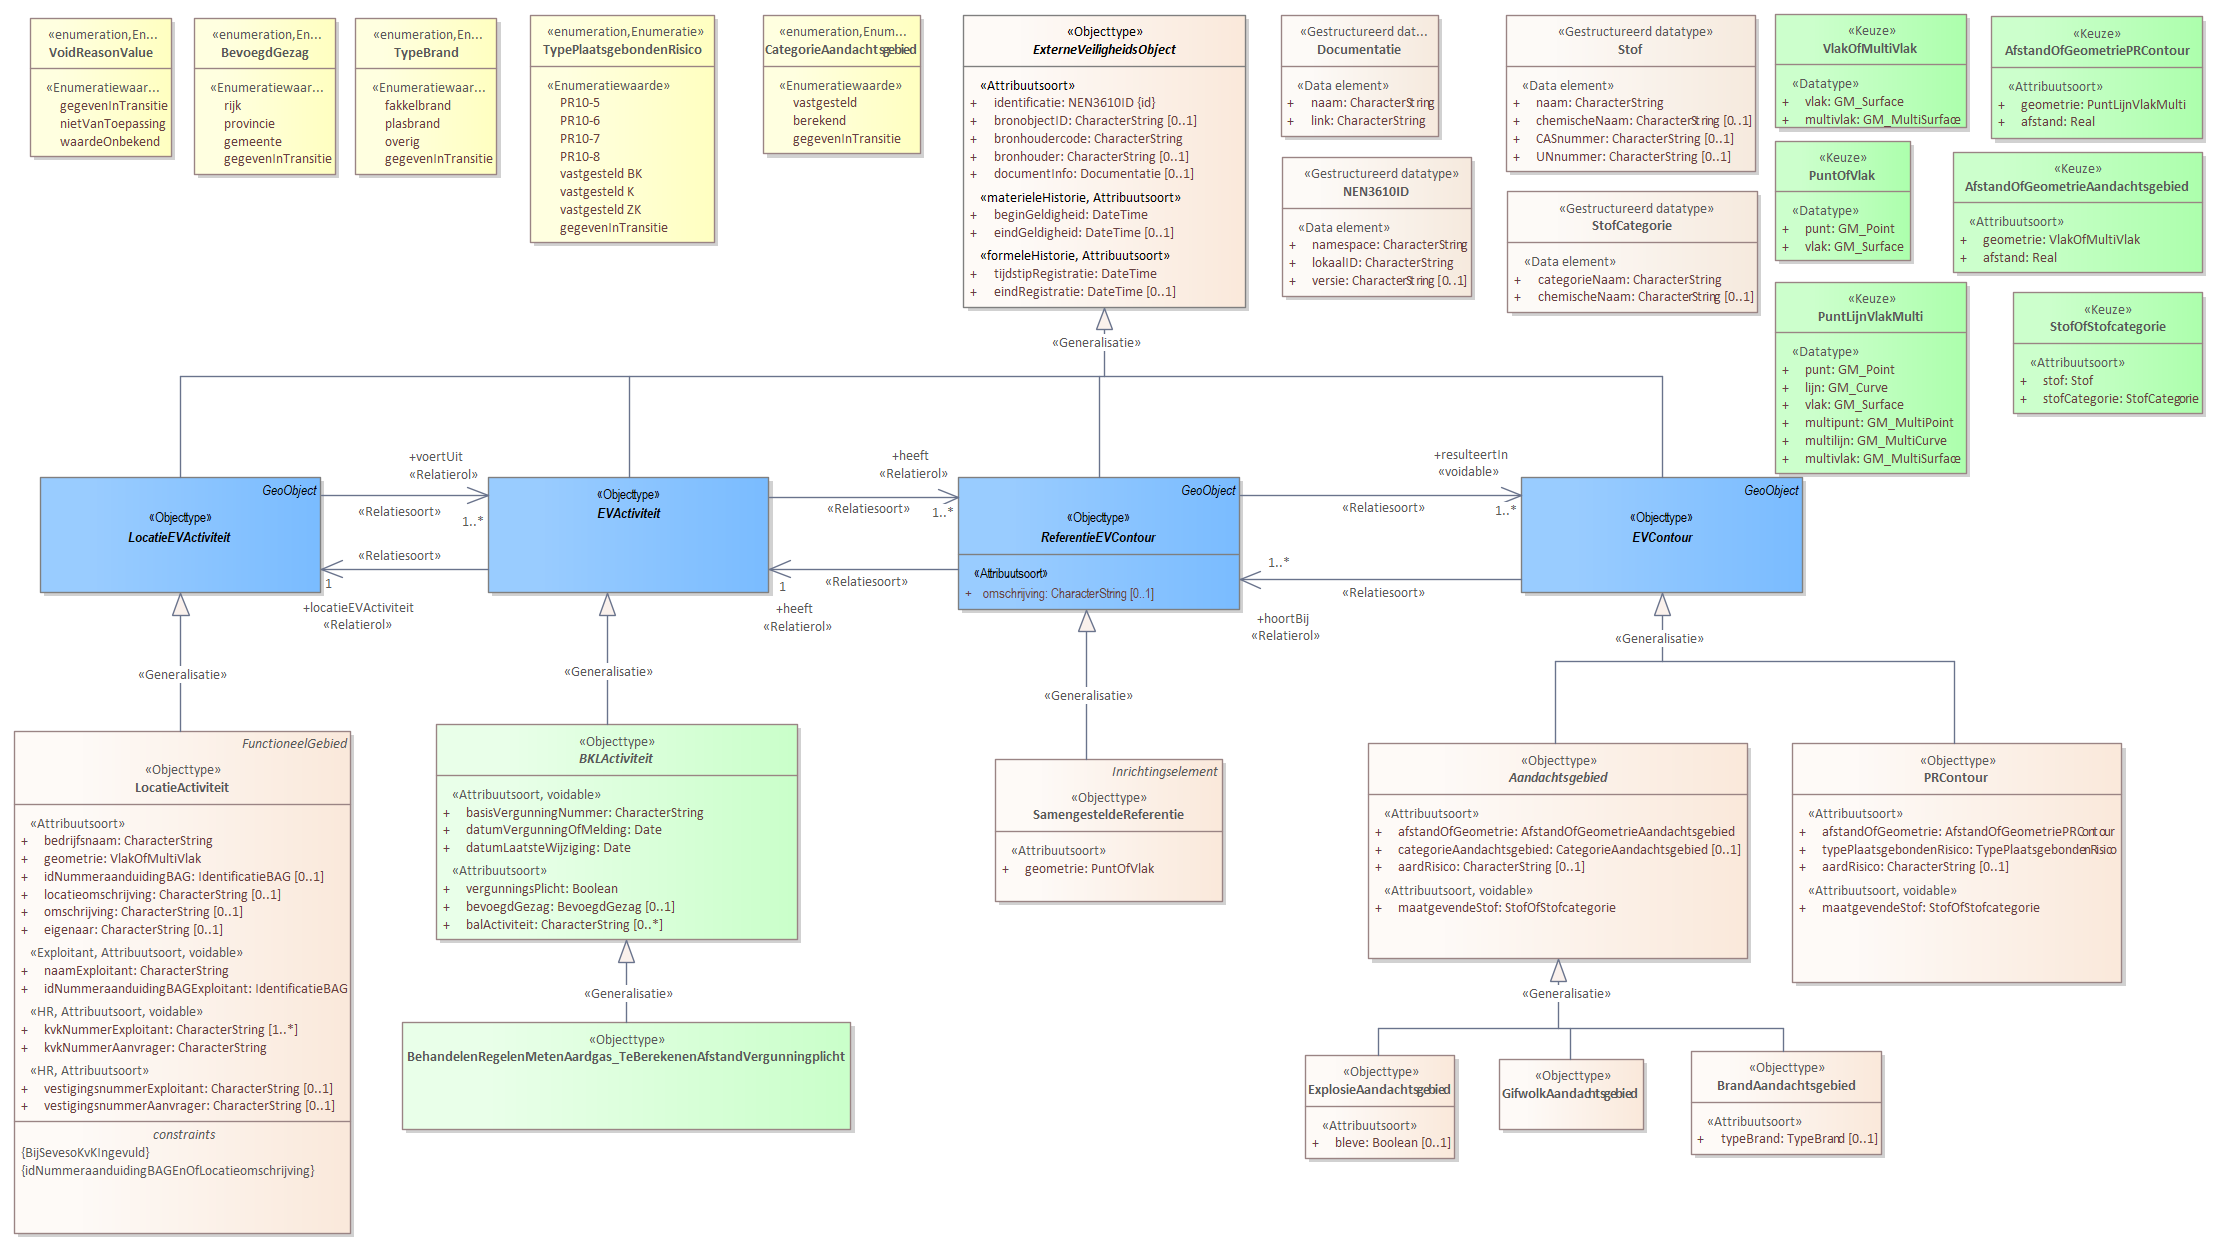 «enumeration,En...
VoidReasonValue
«Enumeratiewaar...
gegevenInTransitie
nietVanToepassing
waardeOnbekend
«enumeration,En...
BevoegdGezag
«Enumeratiewaar...
rijk
provincie
gemeente
gegevenInTransitie
«enumeration,En...
TypeBrand
«Enumeratiewaar...
fakkelbrand
plasbrand
overig
gegevenInTransitie
«enumeration,Enumeratie»
TypePlaatsgebondenRisico
«Enumeratiewaarde»
PR10-5
PR10-6
PR10-7
PR10-8
vastgesteld BK
vastgesteld K
vastgesteld ZK
gegevenInTransitie
«enumeration,Enum...
CategorieAandachtsgebied
«Enumeratiewaarde»
vastgesteld
berekend
gegevenInTransitie
«Objecttype»
ExterneVeiligheidsObject
«Attribuutsoort»
+ identificatie: NEN3610ID {id}
+ bronobjectID: CharacterString [0..1]
+ bronhoudercode: CharacterString
+ bronhouder: CharacterString [0..1]
+ documentInfo: Documentatie [0..1]
«materieleHistorie, Attribuutsoort»
+ beginGeldigheid: DateTime
+ eindGeldigheid: DateTime [0..1]
«formeleHistorie, Attribuutsoort»
+ tijdstipRegistratie: DateTime
+ eindRegistratie: DateTime [0..1]
«Gestructureerd dat...
Documentatie
«Data element»
+ naam: CharacterString
+ link: CharacterString
«Gestructureerd datatype»
NEN3610ID
«Data element»
+ namespace: CharacterString
+ lokaalID: CharacterString
+ versie: CharacterString [0..1]
«Gestructureerd datatype»
Stof
«Data element»
+ naam: CharacterString
+ chemischeNaam: CharacterString [0..1]
+ CASnummer: CharacterString [0..1]
+ UNnummer: CharacterString [0..1]
«Gestructureerd datatype»
StofCategorie
«Data element»
+ categorieNaam: CharacterString
+ chemischeNaam: CharacterString [0..1]
«Keuze»
VlakOfMultiVlak
«Datatype»
+ vlak: GM_Surface
+ multivlak: GM_MultiSurface
«Keuze»
PuntOfVlak
«Datatype»
+ punt: GM_Point
+ vlak: GM_Surface
«Keuze»
PuntLijnVlakMulti
«Datatype»
+ punt: GM_Point
+ lijn: GM_Curve
+ vlak: GM_Surface
+ multipunt: GM_MultiPoint
+ multilijn: GM_MultiCurve
+ multivlak: GM_MultiSurface
«Keuze»
AfstandOfGeometriePRContour
«Attribuutsoort»
+ geometrie: PuntLijnVlakMulti
+ afstand: Real
«Keuze»
AfstandOfGeometrieAandachtsgebied
«Attribuutsoort»
+ geometrie: VlakOfMultiVlak
+ afstand: Real
«Keuze»
StofOfStofcategorie
«Attribuutsoort»
+ stof: Stof
+ stofCategorie: StofCategorie
«Generalisatie»
GeoObject
«Objecttype»
LocatieEVActiviteit
+voertUit
«Relatierol»
«Relatiesoort»
1..*
«Relatiesoort»
1
+locatieEVActiviteit
«Relatierol»
«Objecttype»
EVActiviteit
+heeft
«Relatierol»
«Relatiesoort»
1..*
«Relatiesoort»
1
+heeft
«Relatierol»
GeoObject
«Objecttype»
ReferentieEVContour
«Attribuutsoort»
+ omschrijving: CharacterString [0..1]
+resulteertIn
«voidable»
«Relatiesoort»
1..*
1..*
«Relatiesoort»
+hoortBij
«Relatierol»
GeoObject
«Objecttype»
EVContour
«Generalisatie»
«Generalisatie»
«Generalisatie»
«Generalisatie»
FunctioneelGebied
«Objecttype»
LocatieActiviteit
«Attribuutsoort»
+ bedrijfsnaam: CharacterString
+ geometrie: VlakOfMultiVlak
+ idNummeraanduidingBAG: IdentificatieBAG [0..1]
+ locatieomschrijving: CharacterString [0..1]
+ omschrijving: CharacterString [0..1]
+ eigenaar: CharacterString [0..1]
«Exploitant, Attribuutsoort, voidable»
+ naamExploitant: CharacterString
+ idNummeraanduidingBAGExploitant: IdentificatieBAG
«HR, Attribuutsoort, voidable»
+ kvkNummerExploitant: CharacterString [1..*]
+ kvkNummerAanvrager: CharacterString
«HR, Attribuutsoort»
+ vestigingsnummerExploitant: CharacterString [0..1]
+ vestigingsnummerAanvrager: CharacterString [0..1]
constraints
{BijSevesoKvKIngevuld}
{idNummeraanduidingBAGEnOfLocatieomschrijving}
«Objecttype»
BKLActiviteit
«Attribuutsoort, voidable»
+ basisVergunningNummer: CharacterString
+ datumVergunningOfMelding: Date
+ datumLaatsteWijziging: Date
«Attribuutsoort»
+ vergunningsPlicht: Boolean
+ bevoegdGezag: BevoegdGezag [0..1]
+ balActiviteit: CharacterString [0..*]
«Generalisatie»
«Objecttype»
BehandelenRegelenMetenAardgas_TeBerekenenAfstandVergunningplicht
Inrichtingselement
«Objecttype»
SamengesteldeReferentie
«Attribuutsoort»
+ geometrie: PuntOfVlak
«Objecttype»
Aandachtsgebied
«Attribuutsoort»
+ afstandOfGeometrie: AfstandOfGeometrieAandachtsgebied
+ categorieAandachtsgebied: CategorieAandachtsgebied [0..1]
+ aardRisico: CharacterString [0..1]
«Attribuutsoort, voidable»
+ maatgevendeStof: StofOfStofcategorie
«Objecttype»
PRContour
«Attribuutsoort»
+ afstandOfGeometrie: AfstandOfGeometriePRContour
+ typePlaatsgebondenRisico: TypePlaatsgebondenRisico
+ aardRisico: CharacterString [0..1]
«Attribuutsoort, voidable»
+ maatgevendeStof: StofOfStofcategorie
«Generalisatie»
«Objecttype»
ExplosieAandachtsgebied
«Attribuutsoort»
+ bleve: Boolean [0..1]
«Objecttype»
GifwolkAandachtsgebied
«Objecttype»
BrandAandachtsgebied
«Attribuutsoort»
+ typeBrand: TypeBrand [0..1]